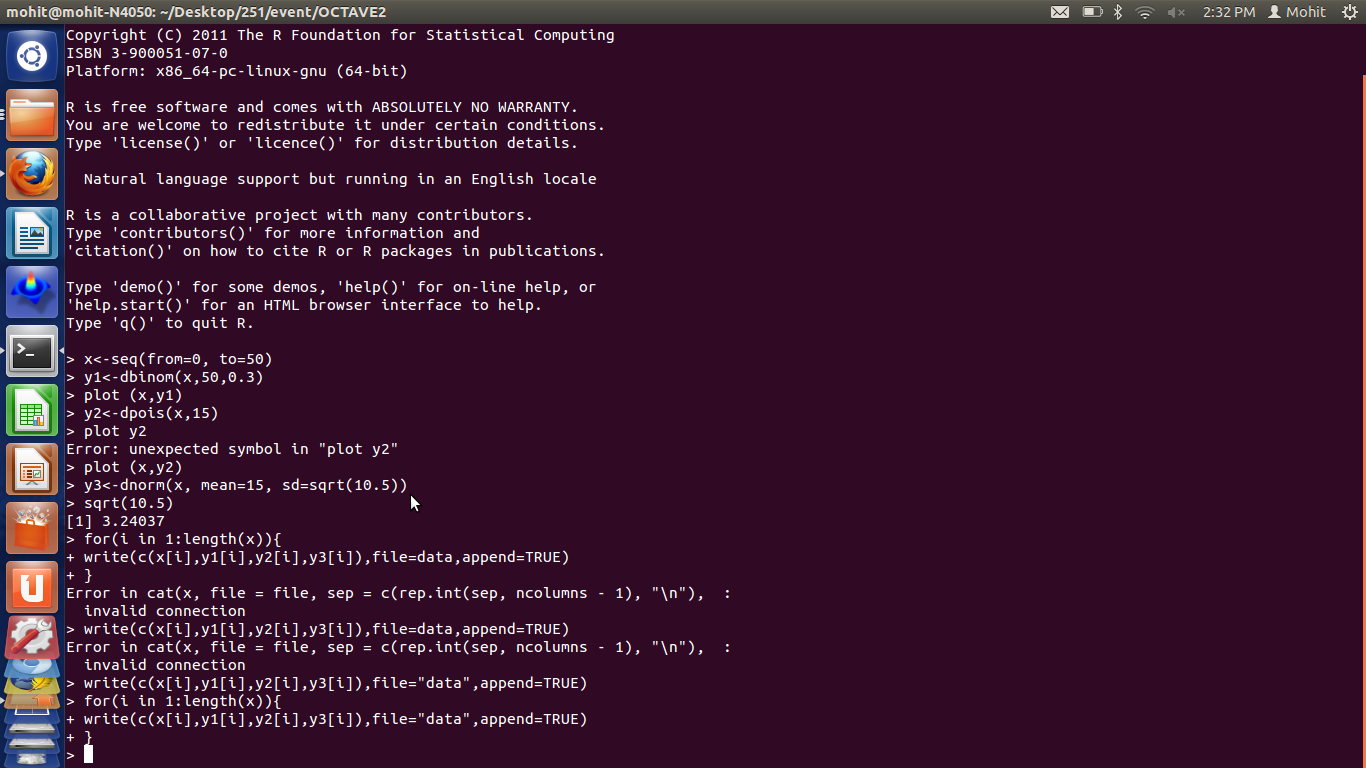 mohit@mohit-N4050: ~/Desktop/251/event/OCTAVE2
2:32 PM Mohit
Copyright (C) 2011 The R Foundation for Statistical Computing
ISBN 3-900051-07-0
Platform: x86_64-pc-linux-gnu (64-bit)
R is free software and comes with ABSOLUTELY NO WARRANTY.
You are welcome to redistribute it under certain conditions.
Type 'license()' or 'licence()' for distribution details.
Natural language support but running in an English locale
R is a collaborative project with many contributors.
Type 'contributors()' for more information and
'citation()' on how to cite R or R packages in publications.
Type 'demo()' for some demos, 'help()' for on-line help, or
'help.start()' for an HTML browser interface to help.
Type 'q()' to quit R.
> x<-seq(from=0, to=50)
> y1<-dbinom(x,50,0.3)
> plot (x,y1)
> y2<-dpois(x,15)
> plot y2
Error: unexpected symbol in "plot y2"
> plot (x,y2)
> y3<-dnorm(x, mean=15, sd=sqrt(10.5))
> sqrt(10.5)
[1] 3.24037
> for(i in 1:length(x)){
+ write(c(x[i],y1[i],y2[i],y3[i]),file=data,append=TRUE)
+ }
Error in cat(x, file = file, sep = c(rep.int(sep, ncolumns - 1), "\n"),  :
  invalid connection
> write(c(x[i],y1[i],y2[i],y3[i]),file=data,append=TRUE)
Error in cat(x, file = file, sep = c(rep.int(sep, ncolumns - 1), "\n"),  :
  invalid connection
> write(c(x[i],y1[i],y2[i],y3[i]),file="data",append=TRUE)
> for(i in 1:length(x)){
+ write(c(x[i],y1[i],y2[i],y3[i]),file="data",append=TRUE)
+ }
>